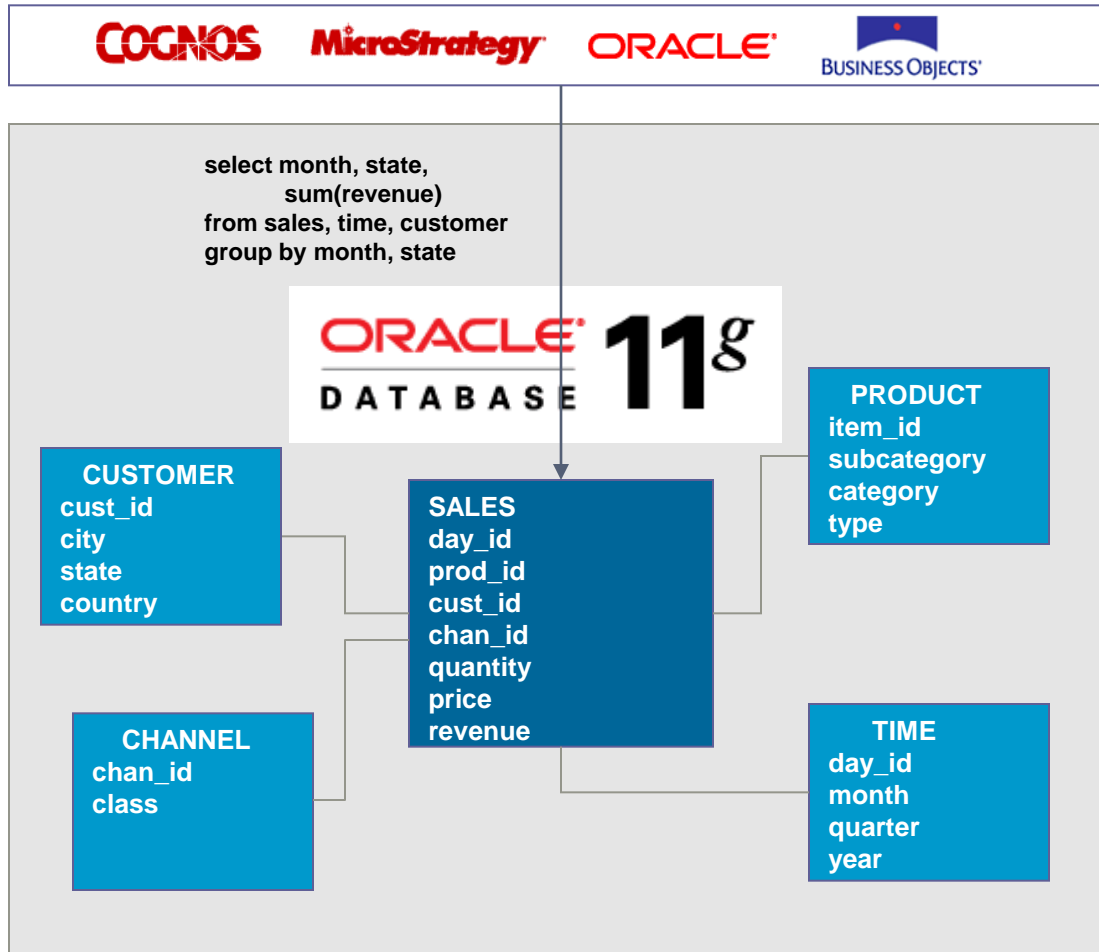 COGNOS
MicroStrategy
ORACLE
BUSINESS OBJECTS
select month, state,
sum(revenue)
from sales, time, customer
group by month, state
ORACLE
DATABASE
11g
PRODUCT
item_id
subcategory
category
type
CUSTOMER
cust_id
city
state
country
SALES
day_id
prod_id
cust_id
chan_id
quantity
price
revenue
CHANNEL
chan_id
class
TIME
day_id
month
quarter
year